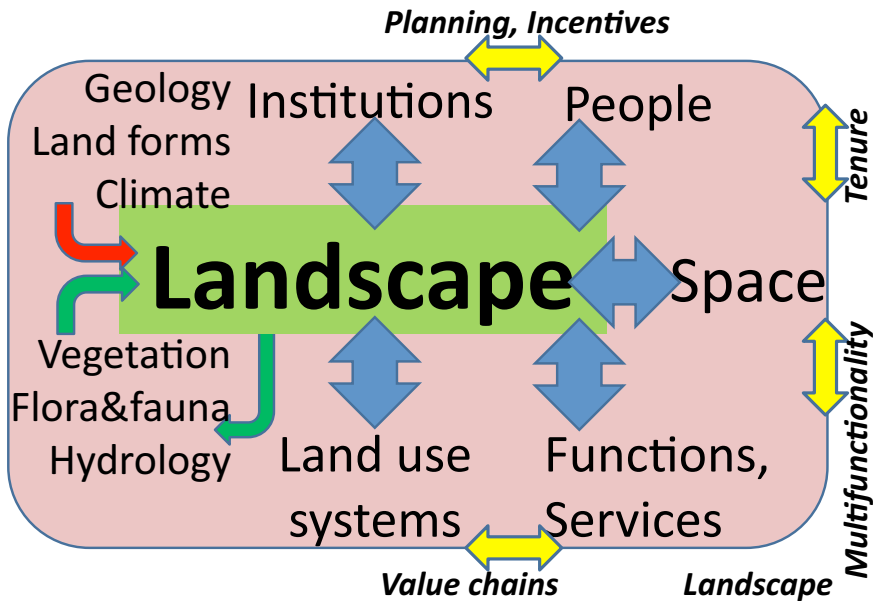 Planning, Incentives
Geology
Land forms
Climate
Institutions
People
Tenure
Landscape
Space
Vegetation
Flora&fauna
Hydrology
Land use
systems
Functions,
Services
Multifunctionality
Value chains
Landscape